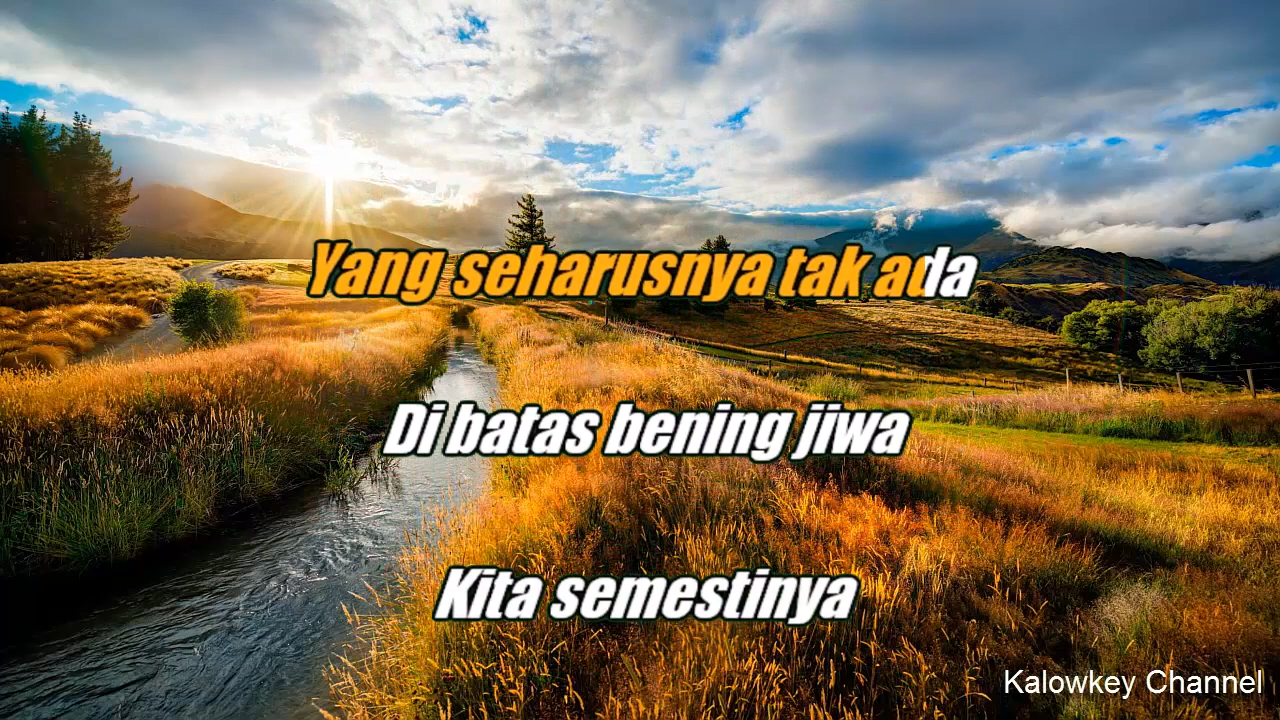 Yang seharusnya tak ada
Di batas bening jiwa
Kita semestinya
Kalowkey Channel